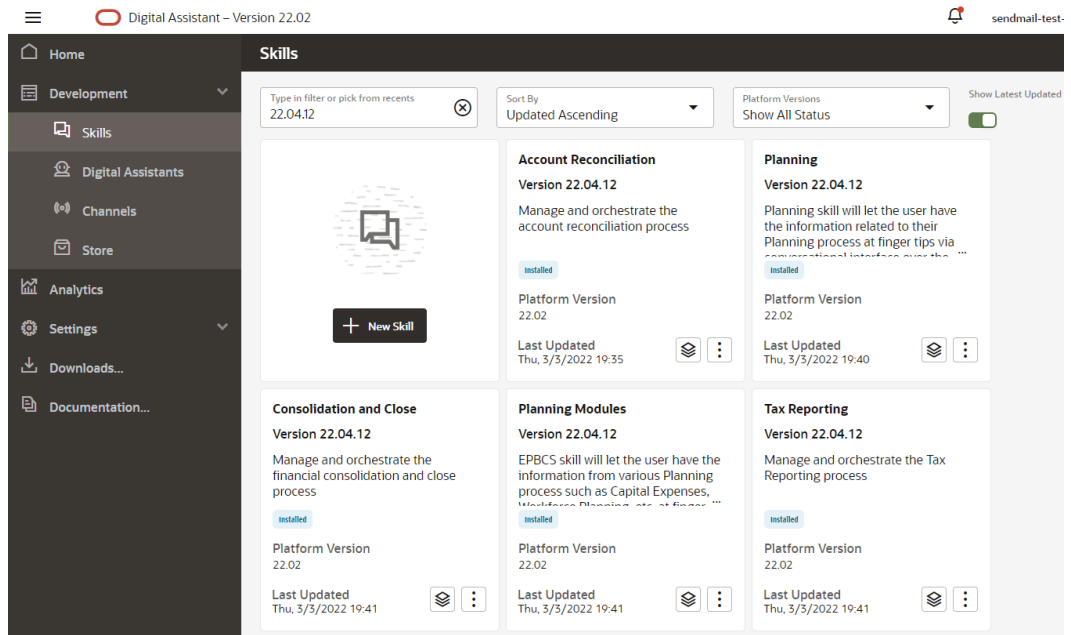 Digital Assistant – Version 22.02
sendmail-test-
Home
Development
Skills
Digital Assistants
Channels
Store
Analytics
Settings
Downloads...
Documentation...
Skills
Type in filter or pick from recents
22.04.12
Sort By
Updated Ascending
Platform Versions
Show All Status
Show Latest Updated
New Skill
Account Reconciliation
Version 22.04.12
Manage and orchestrate the
account reconciliation process
Installed
Platform Version
22.02
Last Updated
Thu, 3/3/2022 19:35
Planning
Version 22.04.12
Planning skill will let the user have
the information related to their
Planning process at finger tips via
conversational interface over the ...
Installed
Platform Version
22.02
Last Updated
Thu, 3/3/2022 19:40
Consolidation and Close
Version 22.04.12
Manage and orchestrate the
financial consolidation and close
process
Installed
Platform Version
22.02
Last Updated
Thu, 3/3/2022 19:41
Planning Modules
Version 22.04.12
EPBCS skill will let the user have the
information from various Planning
process such as Capital Expenses,
Workforce Planning, etc. at finger ...
Installed
Platform Version
22.02
Last Updated
Thu, 3/3/2022 19:41
Tax Reporting
Version 22.04.12
Manage and orchestrate the Tax
Reporting process
Installed
Platform Version
22.02
Last Updated
Thu, 3/3/2022 19:41